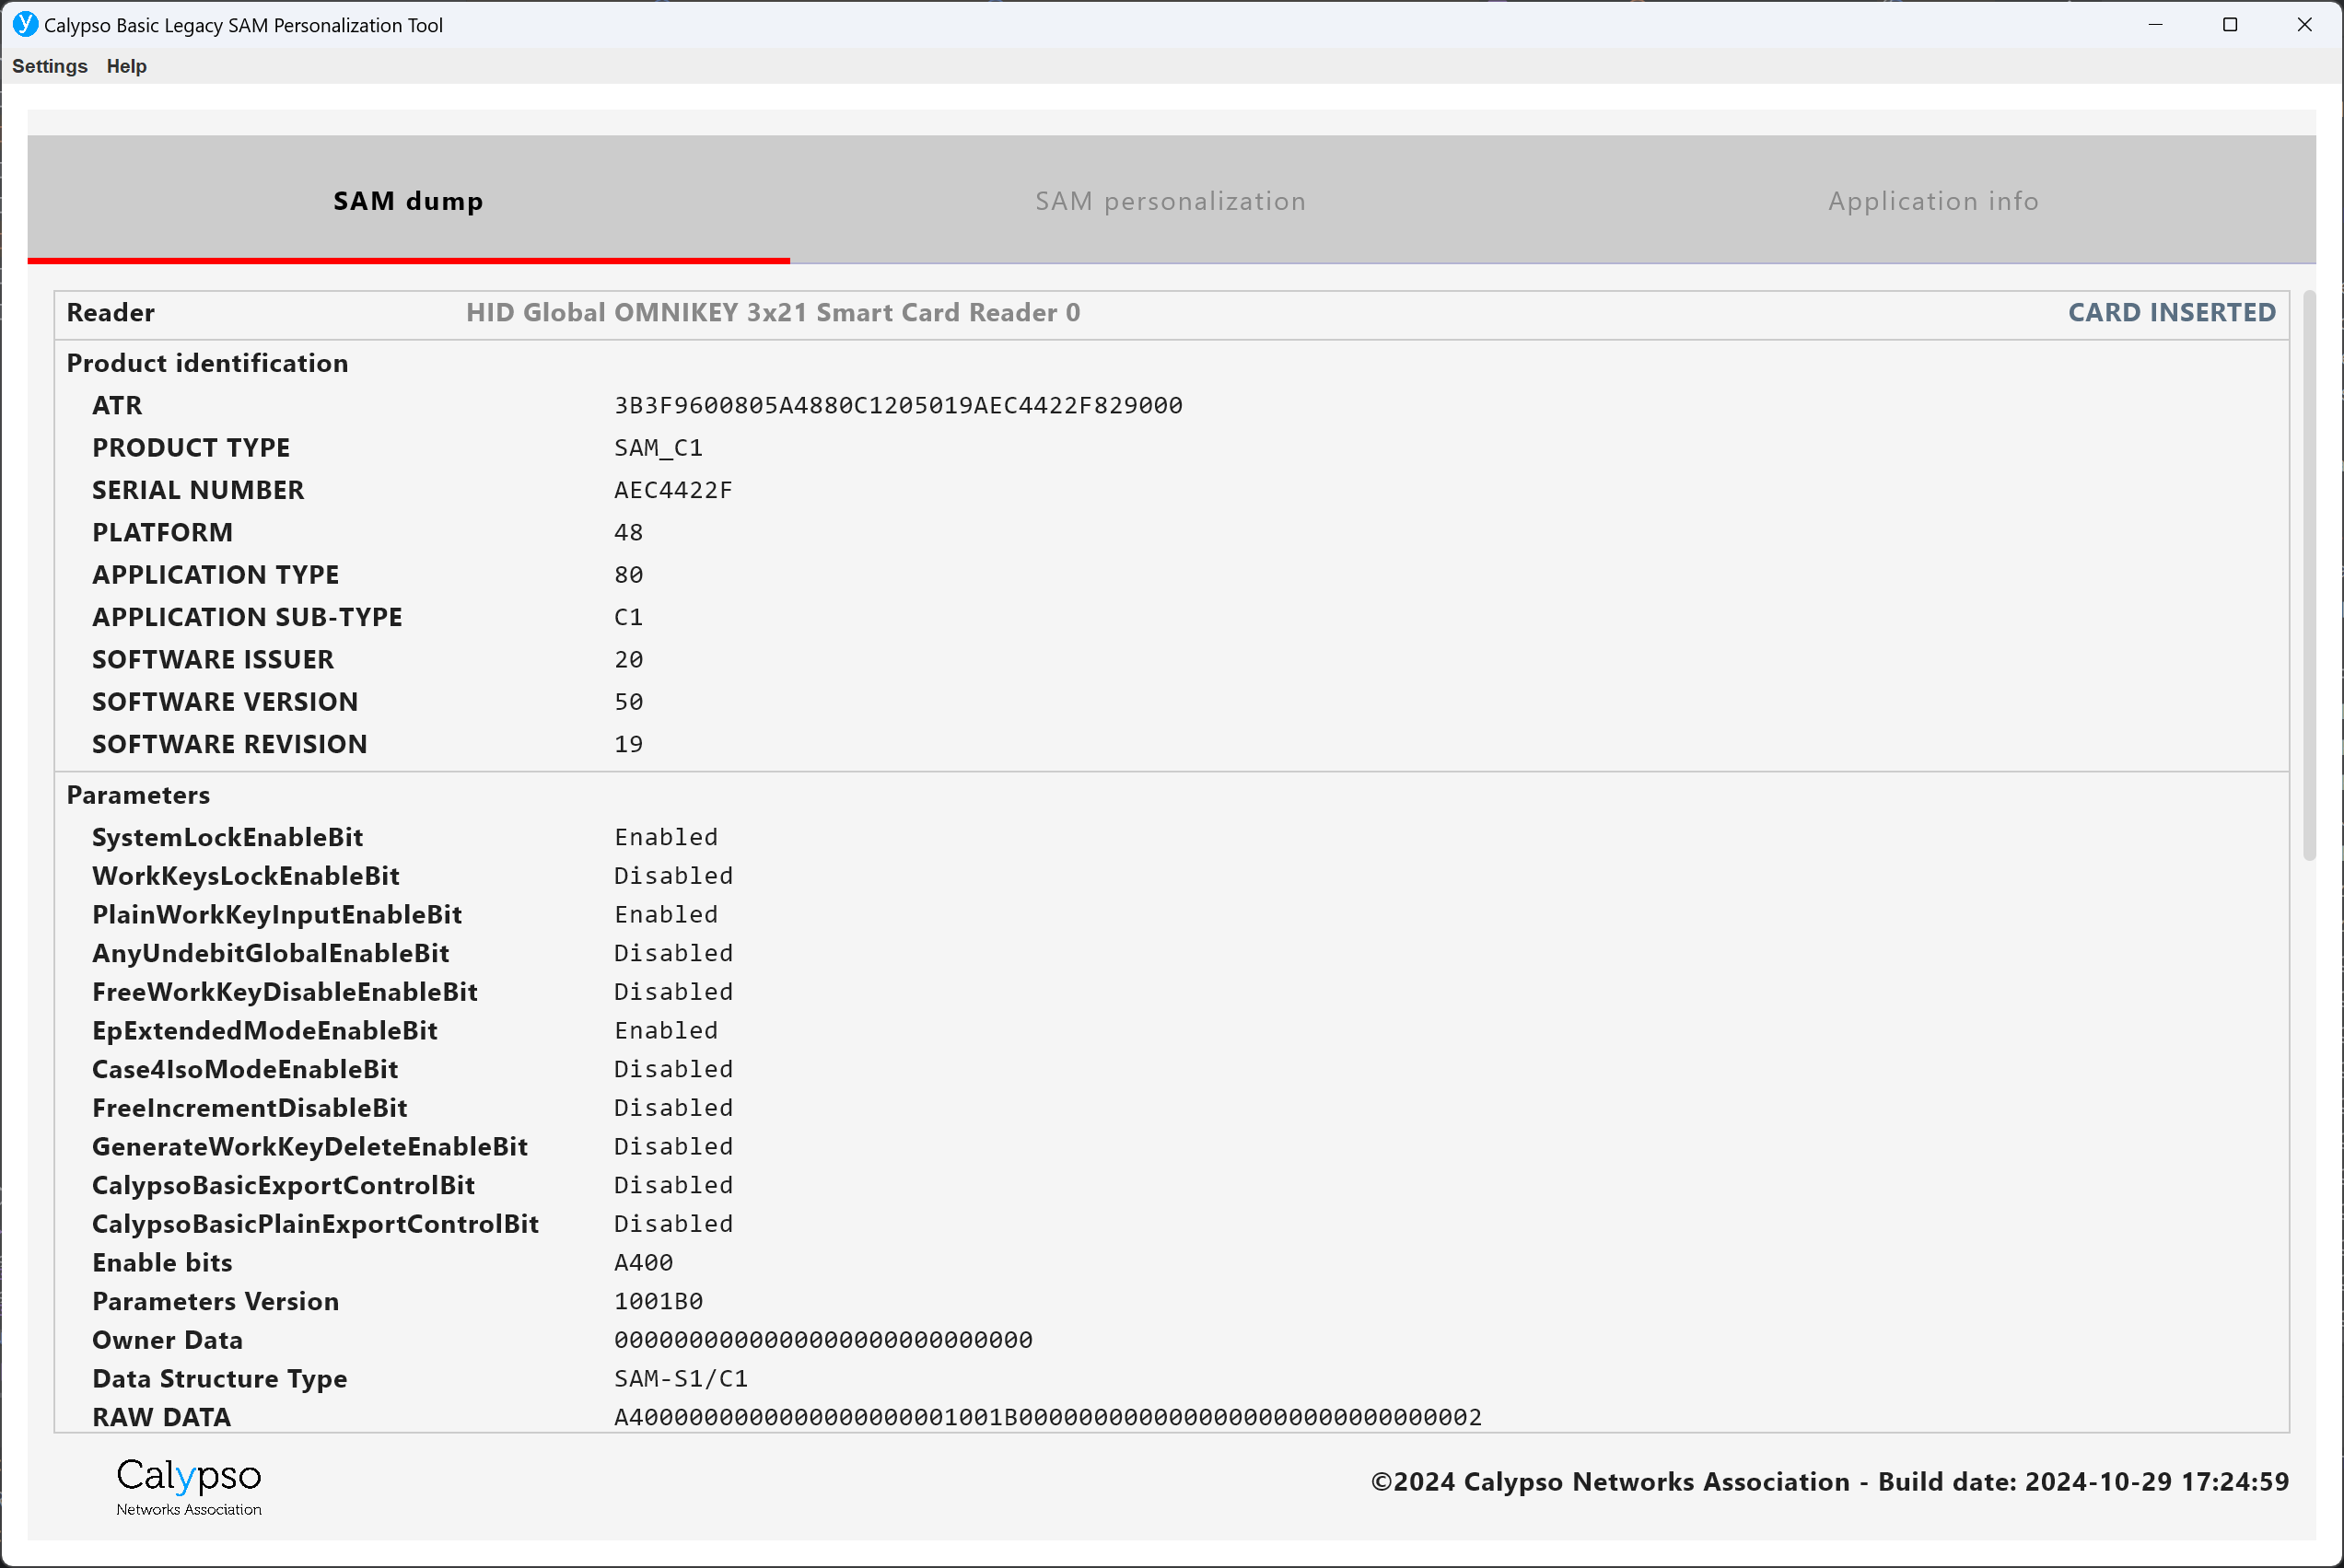 Calypso Basic Legacy SAM Personalization Tool
Settings Help
SAM dump SAM personalization Application info
Reader HID Global OMNIKEY 3x21 Smart Card Reader 0 CARD INSERTED
Product identification
ATR 3B3F9600805A4880C1205019AEC4422F829000
PRODUCT TYPE SAM_C1
SERIAL NUMBER AEC4422F
PLATFORM 48
APPLICATION TYPE 80
APPLICATION SUB-TYPE C1
SOFTWARE ISSUER 20
SOFTWARE VERSION 50
SOFTWARE REVISION 19
Parameters
SystemLockEnableBit Enabled
WorkKeysLockEnableBit Disabled
PlainWorkKeyInputEnableBit Enabled
AnyUndebitGlobalEnableBit Disabled
FreeWorkKeyDisableEnableBit Disabled
EpExtendedModeEnableBit Enabled
Case4IsoModeEnableBit Disabled
FreeIncrementDisableBit Disabled
GenerateWorkKeyDeleteEnableBit Disabled
CalypsoBasicExportControlBit Disabled
CalypsoBasicPlainExportControlBit Disabled
Enable bits A400
Parameters Version 1001B0
Owner Data 0000000000000000000000000000
Data Structure Type SAM-S1/C1
RAW DATA A400000000000000000001001B0000000000000000000000000000000002
Calypso
Networks Association
©2024 Calypso Networks Association - Build date: 2024-10-29 17:24:59